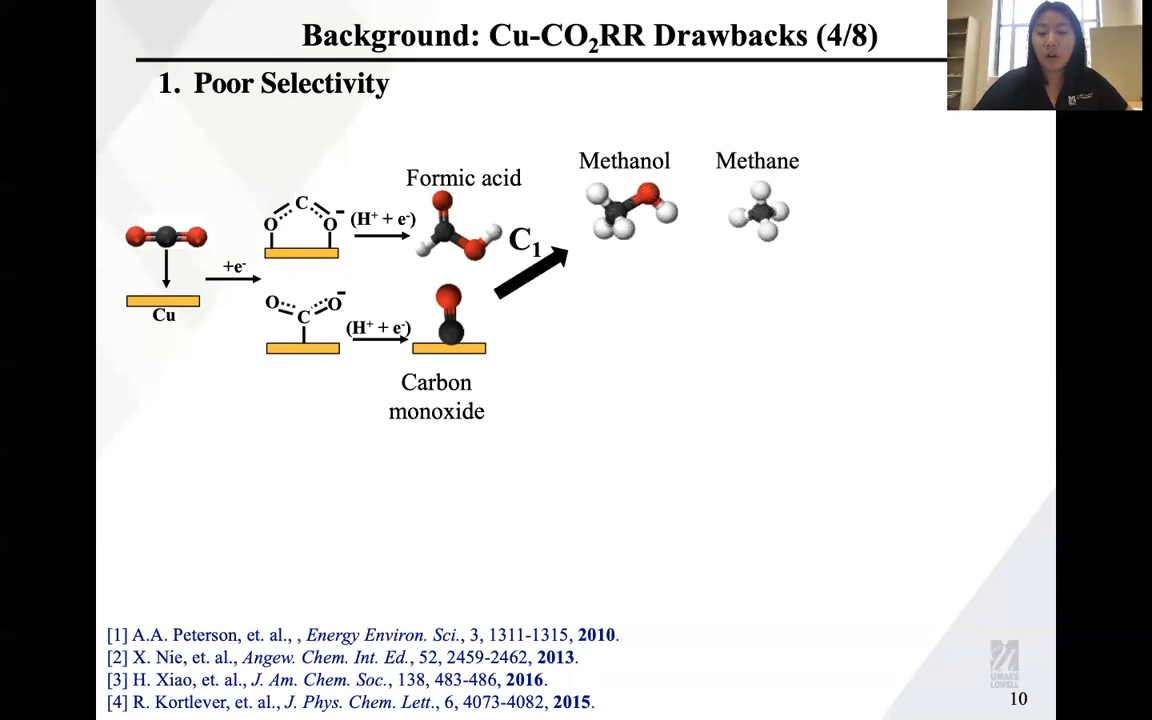 Background: Cu-CO₂RR Drawbacks (4/8)
1. Poor Selectivity
Methanol
Methane
Formic acid
C
O
O
-
(H⁺ + e⁻)
C₁
+e⁻
Cu
O
O
-
C
(H⁺ + e⁻)
Carbon
monoxide
[1] A.A. Peterson, et. al., , Energy Environ. Sci., 3, 1311-1315, 2010.
[2] X. Nie, et. al., Angew. Chem. Int. Ed., 52, 2459-2462, 2013.
[3] H. Xiao, et. al., J. Am. Chem. Soc., 138, 483-486, 2016.
[4] R. Kortlever, et. al., J. Phys. Chem. Lett., 6, 4073-4082, 2015.
UMASS
LOWELL
10